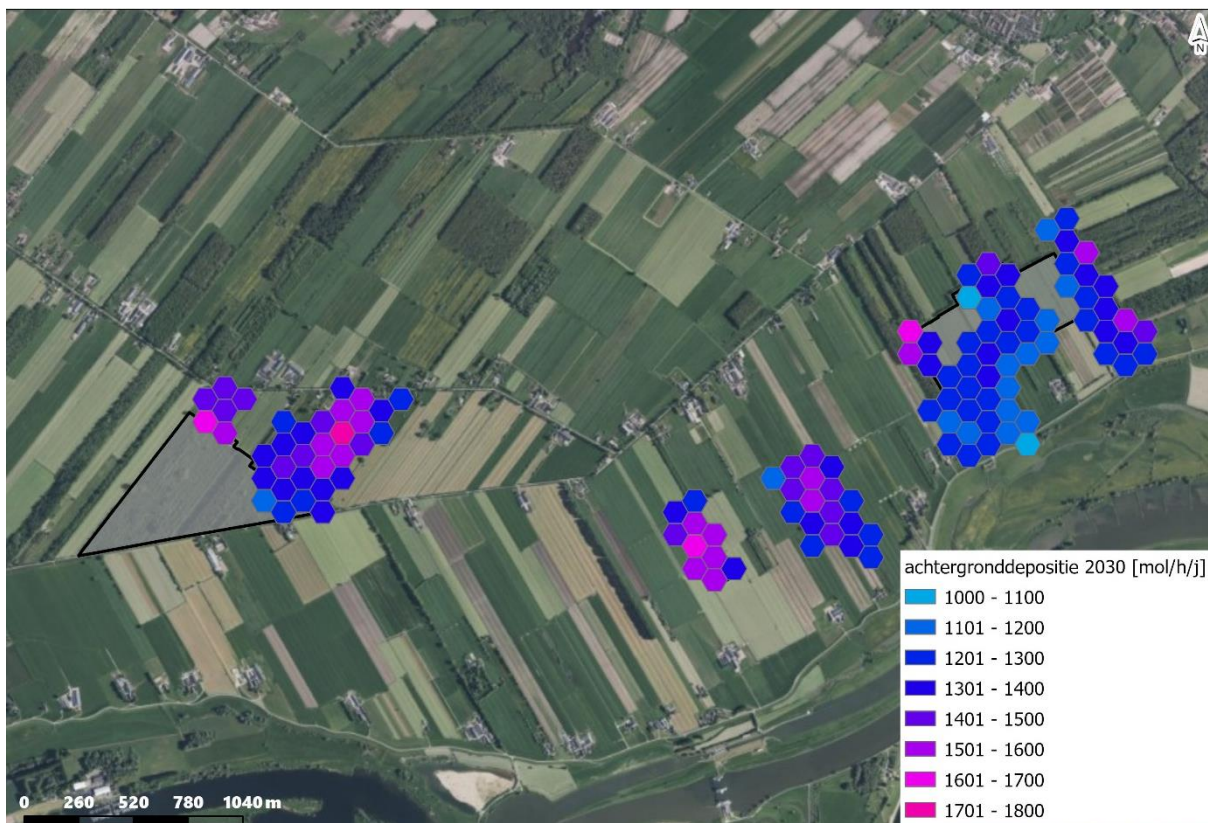 N
achtergronddepositie 2030 [mol/h/j]
1000 - 1100
1101 - 1200
1201 - 1300
1301 - 1400
1401 - 1500
1501 - 1600
1601 - 1700
1701 - 1800
0 260 520 780 1040 m